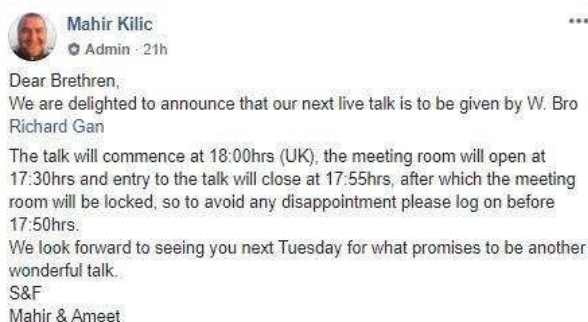 Mahir Kilic
Admin · 21h
Dear Brethren,
We are delighted to announce that our next live talk is to be given by W. Bro
Richard Gan
The talk will commence at 18:00hrs (UK), the meeting room will open at
17:30hrs and entry to the talk will close at 17:55hrs, after which the meeting
room will be locked, so to avoid any disappointment please log on before
17:50hrs.
We look forward to seeing you next Tuesday for what promises to be another
wonderful talk.
S&F
Mahir & Ameet